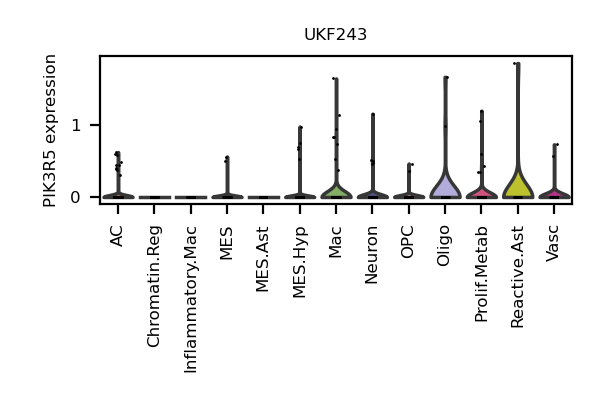 UKF243
PIK3R5 expression
1
0
AC
Chromatin.Reg
Inflammatory.Mac
MES
MES.Ast
MES.Hyp
Mac
Neuron
OPC
Oligo
Prolif.Metab
Reactive.Ast
Vasc